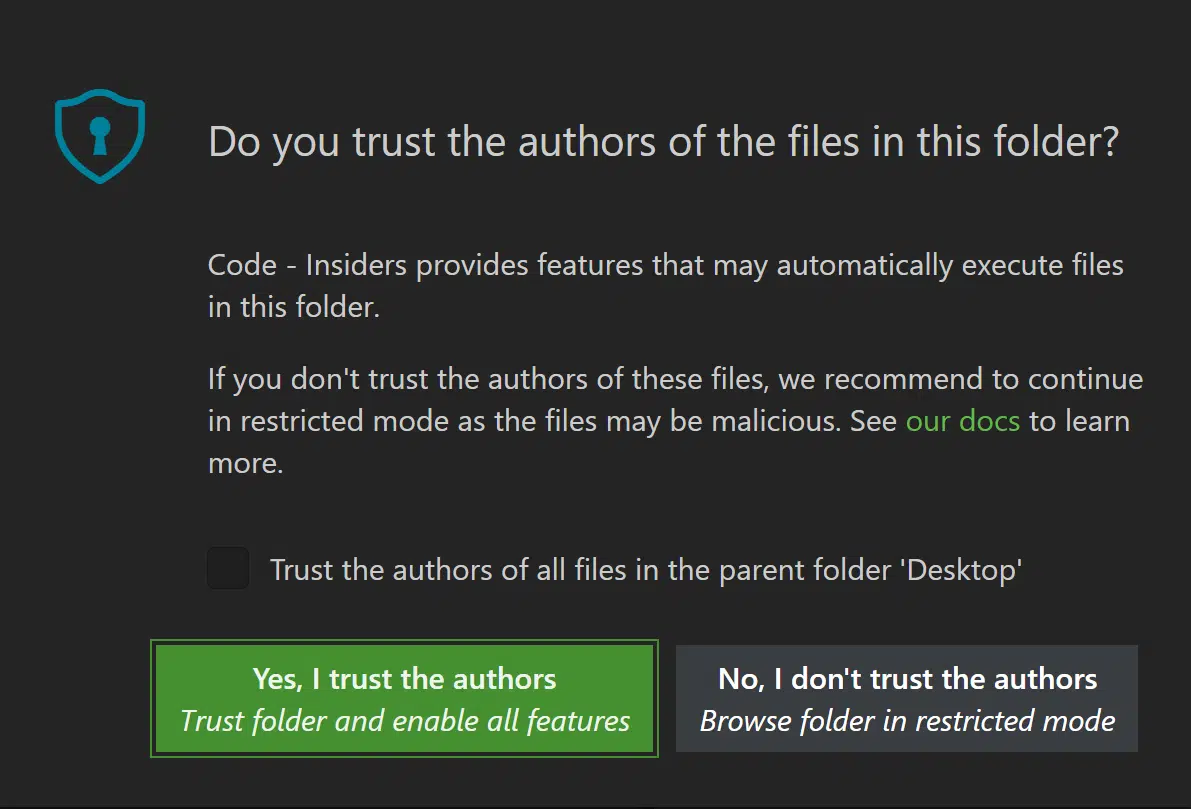 Do you trust the authors of the files in this folder?
Code - Insiders provides features that may automatically execute files
in this folder.
If you don't trust the authors of these files, we recommend to continue
in restricted mode as the files may be malicious. See our docs to learn
more.
Trust the authors of all files in the parent folder 'Desktop'
Yes, I trust the authors
Trust folder and enable all features
No, I don't trust the authors
Browse folder in restricted mode